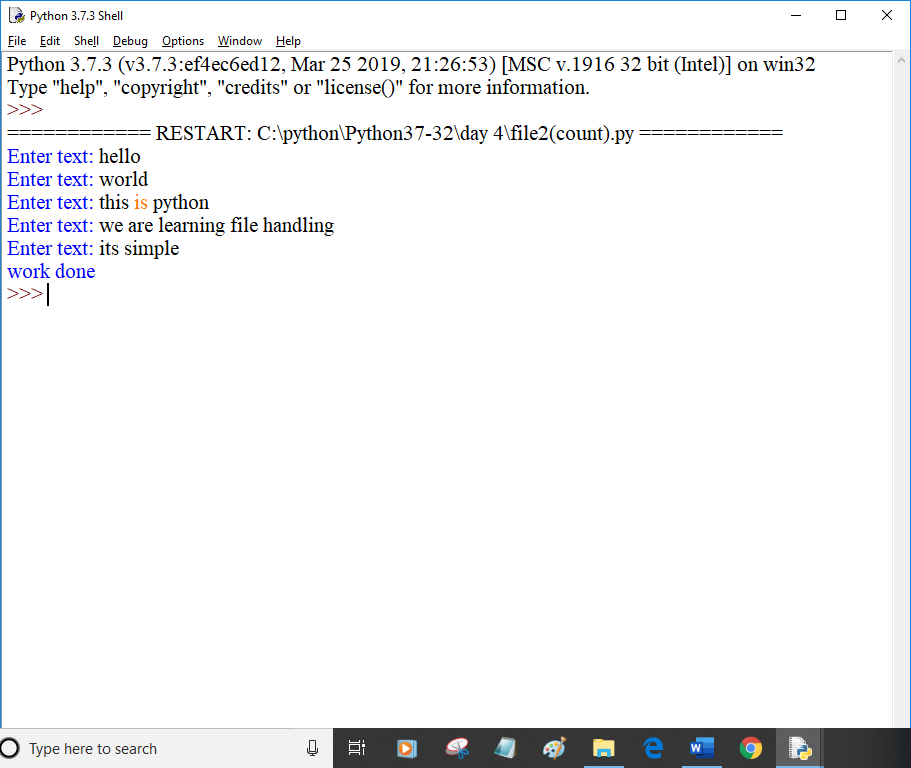 Python 3.7.3 Shell
File Edit Shell Debug Options Window Help
Python 3.7.3 (v3.7.3:ef4ec6ed12, Mar 25 2019, 21:26:53) [MSC v.1916 32 bit (Intel)] on win32
Type "help", "copyright", "credits" or "license()" for more information.
>>>
============ RESTART: C:\python\Python37-32\day 4\file2(count).py ============
Enter text: hello
Enter text: world
Enter text: this is python
Enter text: we are learning file handling
Enter text: its simple
work done
>>>
Type here to search